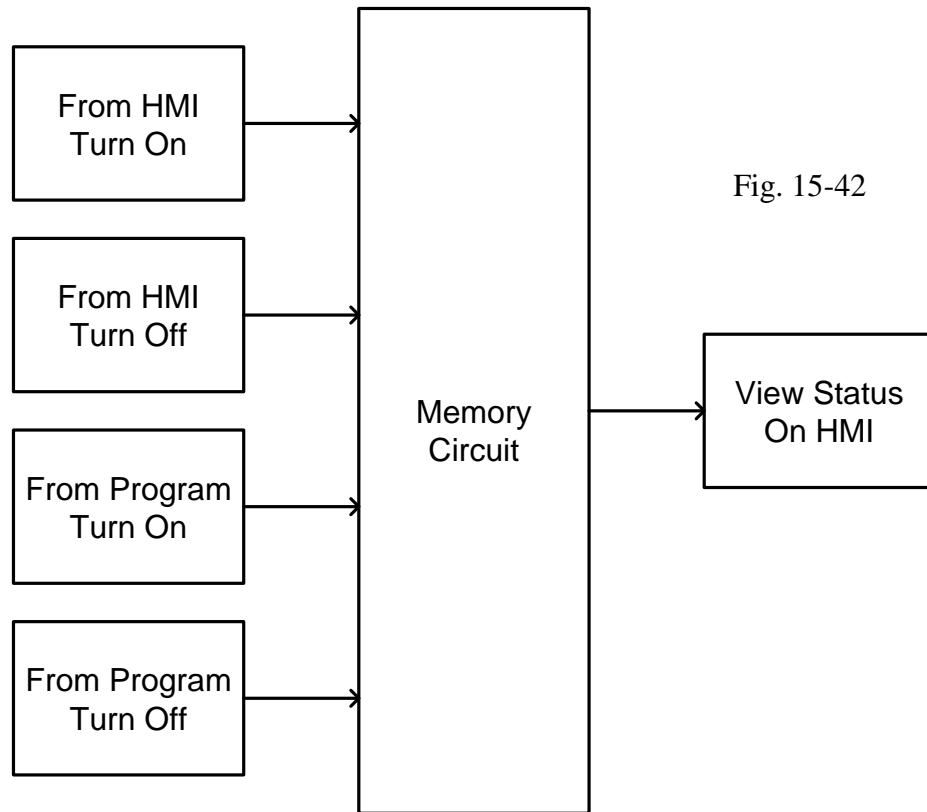 From HMI
Turn On
From HMI
Turn Off
From Program
Turn On
From Program
Turn Off
Memory
Circuit
Fig. 15-42
View Status
On HMI